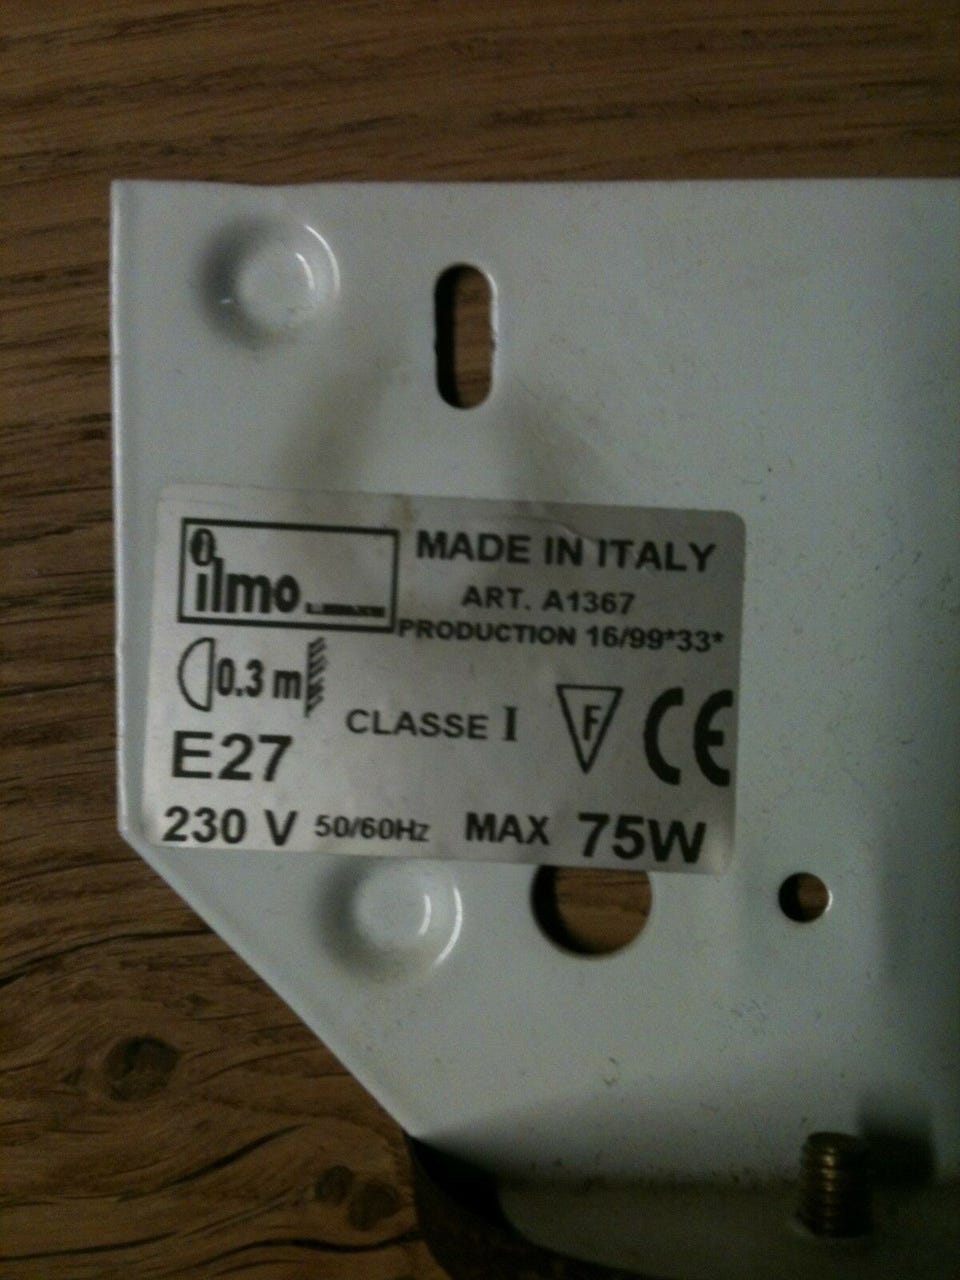 ilmo
MADE IN ITALY
ART. A1367
PRODUCTION 16/99*33*
0.3 m
CLASSE I
F
CE
E27
230 V 50/60Hz MAX 75W